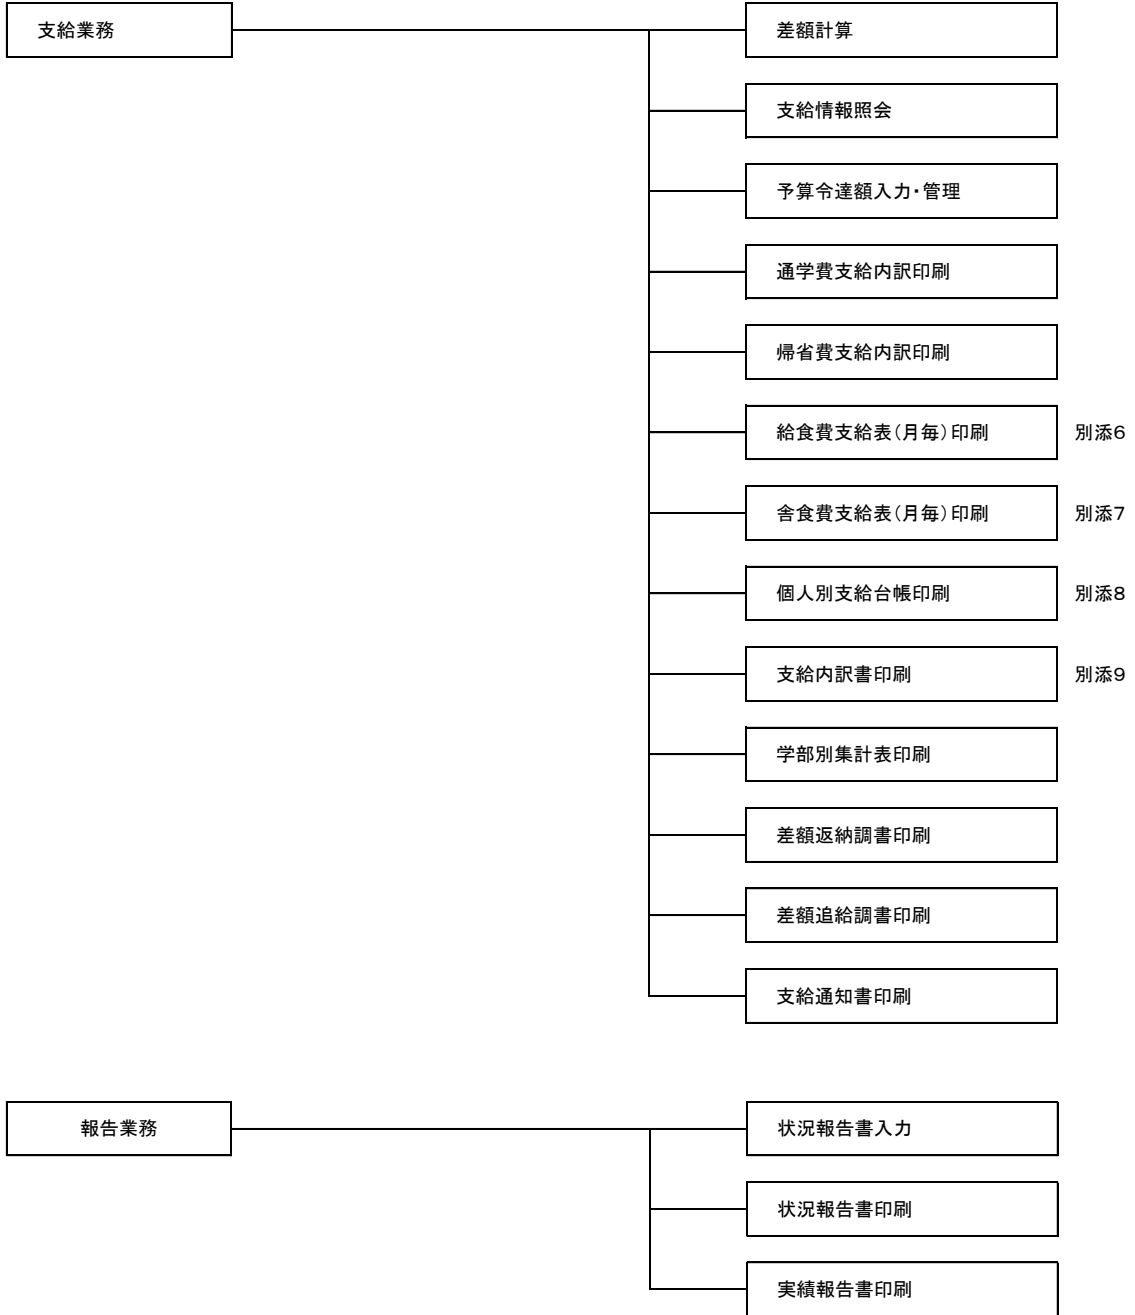 支給業務
差額計算
支給情報照会
予算令達額入力・管理
通学費支給内訳印刷
帰省費支給内訳印刷
給食費支給表（月毎）印刷 別添６
舎食費支給表（月毎）印刷 別添７
個人別支給台帳印刷 別添８
支給内訳書印刷 別添９
学部別集計表印刷
差額返納調書印刷
差額追給調書印刷
支給通知書印刷
報告業務
状況報告書入力
状況報告書印刷
実績報告書印刷